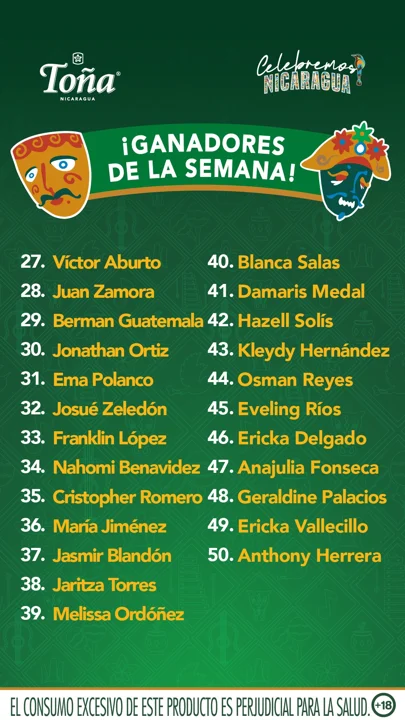 Toña®
NICARAGUA
Celebremos
NICARAGUA
¡GANADORES
DE LA SEMANA!
27. Víctor Aburto
28. Juan Zamora
29. Berman Guatemala
30. Jonathan Ortiz
31. Ema Polanco
32. Josué Zeledón
33. Franklin López
34. Nahomi Benavidez
35. Cristopher Romero
36. María Jiménez
37. Jasmir Blandón
38. Jaritza Torres
39. Melissa Ordóñez
40. Blanca Salas
41. Damaris Medal
42. Hazell Solís
43. Kleydy Hernández
44. Osman Reyes
45. Eveling Ríos
46. Ericka Delgado
47. Anajulia Fonseca
48. Geraldine Palacios
49. Ericka Vallecillo
50. Anthony Herrera
EL CONSUMO EXCESIVO DE ESTE PRODUCTO ES PERJUDICIAL PARA LA SALUD. +18